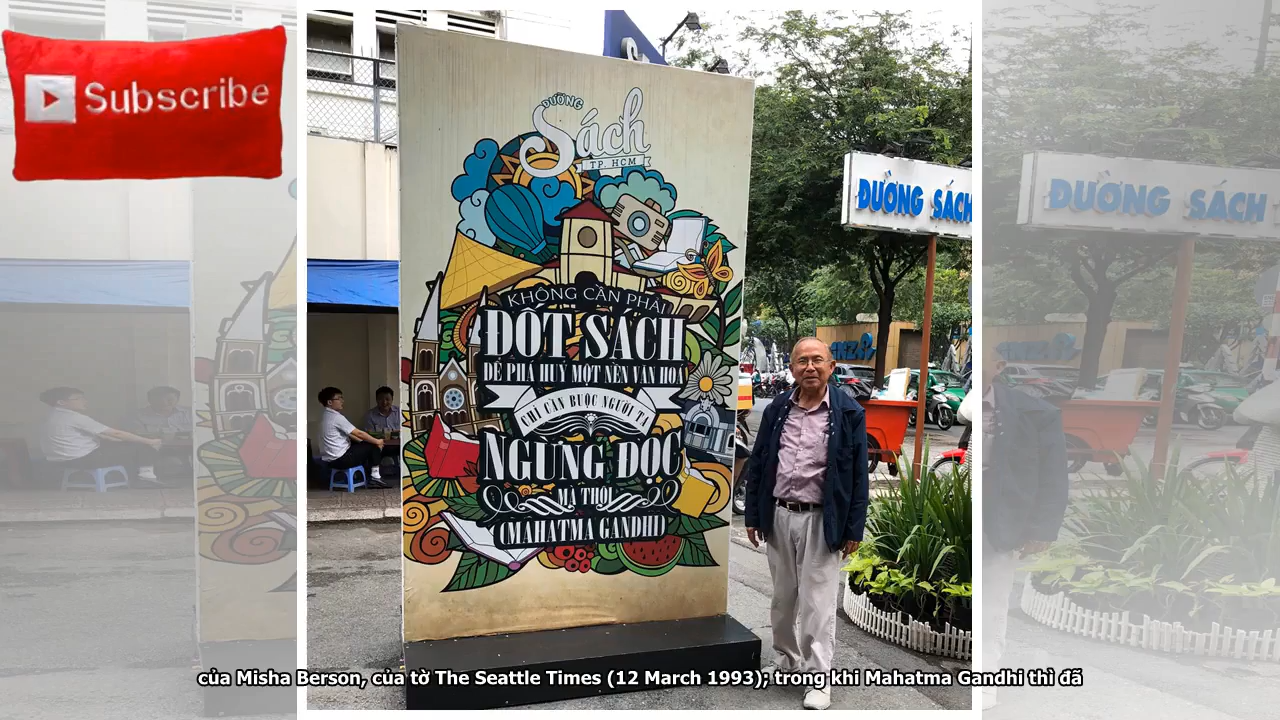 Subscribe
ĐƯỜNG
Sách
TP. HCM
ĐƯỜNG SÁCH
ĐƯỜNG SÁCH
KHÔNG CẦN PHẢI
ĐỐT SÁCH
ĐỂ PHÁ HUỶ MỘT NỀN VĂN HOÁ
CHỈ CẦN BUỘC NGƯỜI TA
NGỪNG ĐỌC
MÀ THÔI
(MAHATMA GANDHI)
của Misha Berson, của tờ The Seattle Times (12 March 1993); trong khi Mahatma Gandhi thì đã